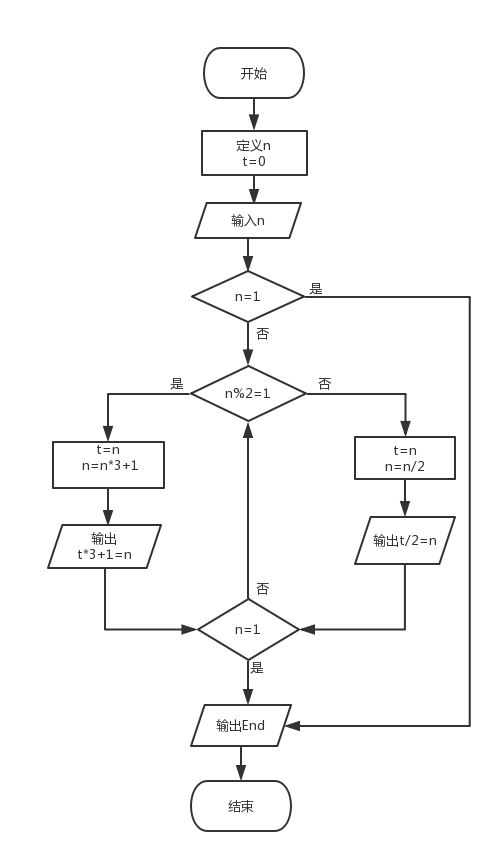 开始
定义n
t=0
输入n
n=1
是
否
n%2=1
是
否
t=n
n=n*3+1
t=n
n=n/2
输出
t*3+1=n
输出t/2=n
否
n=1
是
输出End
结束